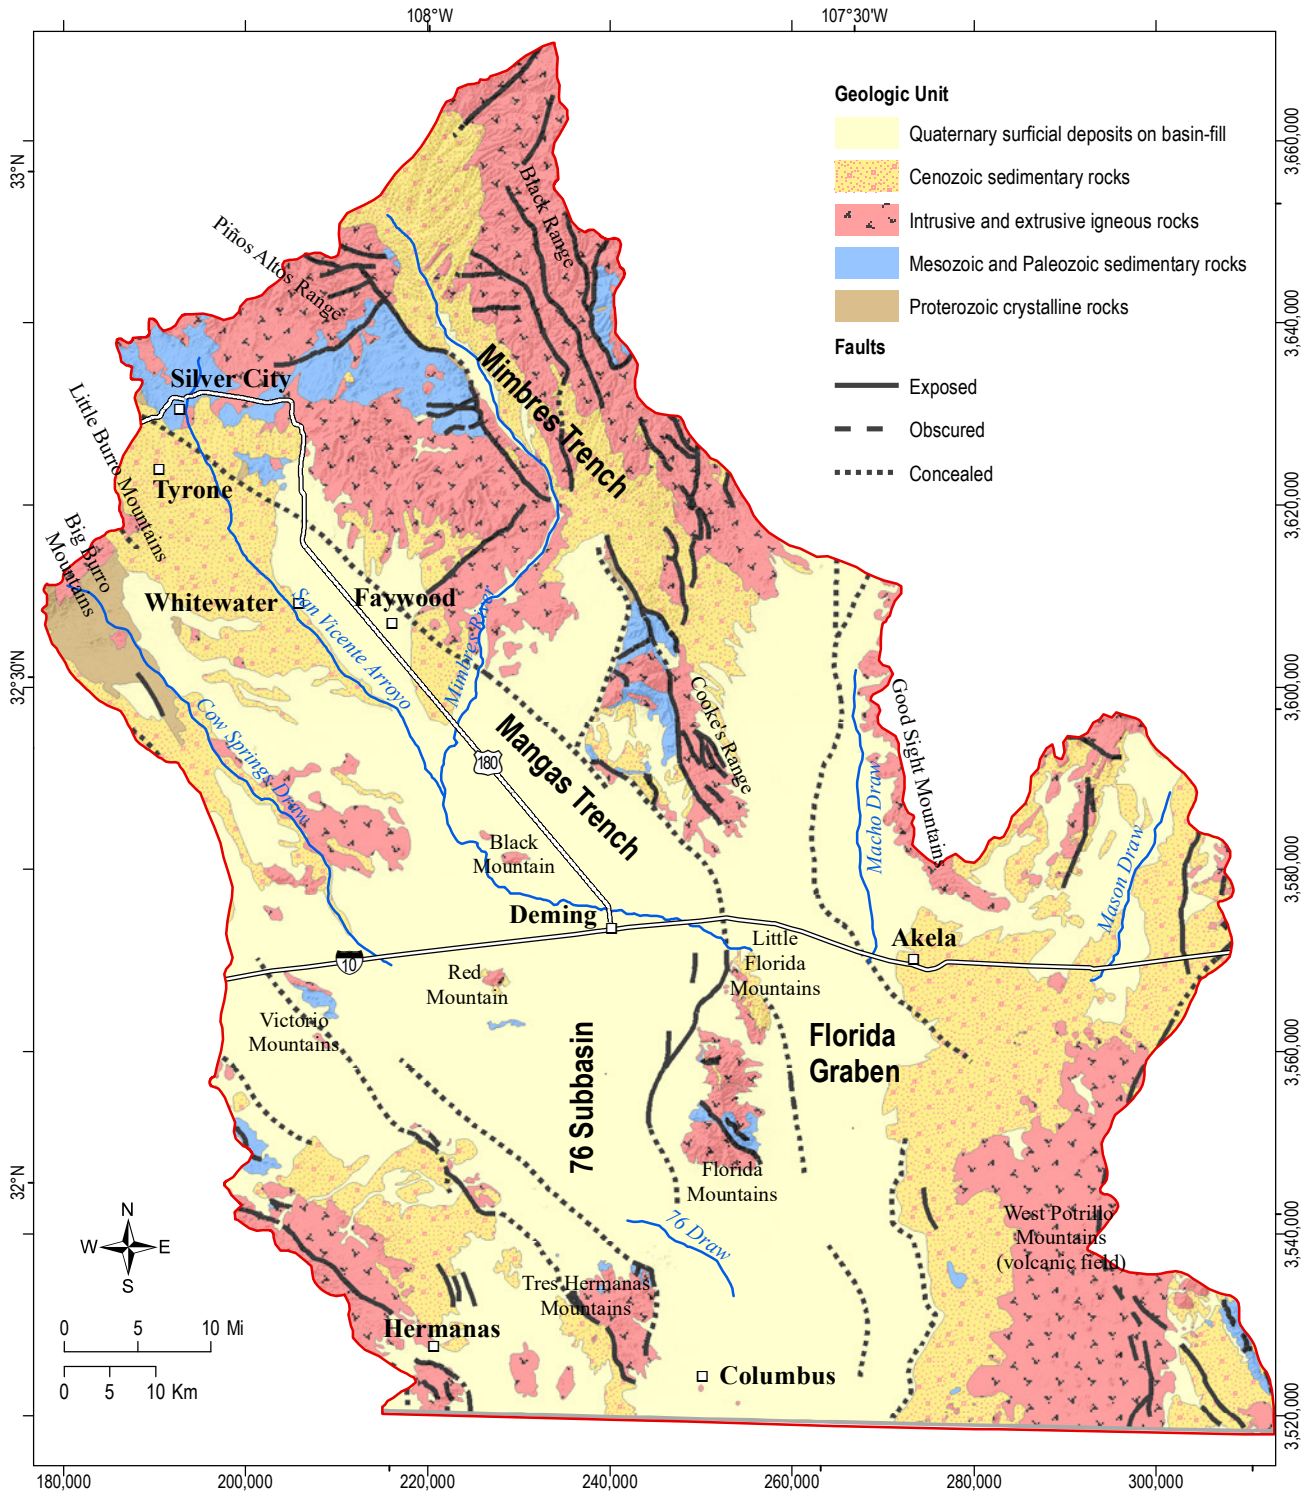 108°W
107°30'W
Geologic Unit
Quaternary surficial deposits on basin-fill
Cenozoic sedimentary rocks
Intrusive and extrusive igneous rocks
Mesozoic and Paleozoic sedimentary rocks
Proterozoic crystalline rocks
Faults
Exposed
Obscured
Concealed
33°N
32°30'N
32°N
3,660,000
3,640,000
3,620,000
3,600,000
3,580,000
3,560,000
3,540,000
3,520,000
Black Range
Piños Altos Range
Silver City
Mimbres Trench
Little Burro Mountains
Tyrone
Big Burro
Mountains
Whitewater
Faywood
San Vicente Arroyo
Mimbres River
Cow Springs Draw
Mangas Trench
180
Cooke's Range
Good Sight Mountains
Macho Draw
Mason Draw
Black
Mountain
Deming
Akela
10
Red
Mountain
Little
Florida
Mountains
Victorio
Mountains
76 Subbasin
Florida
Graben
Florida
Mountains
76 Draw
West Potrillo
Mountains
(volcanic field)
Tres Hermanas
Mountains
Hermanas
Columbus
N
W
E
S
0 5 10 Mi
0 5 10 Km
180,000
200,000
220,000
240,000
260,000
280,000
300,000